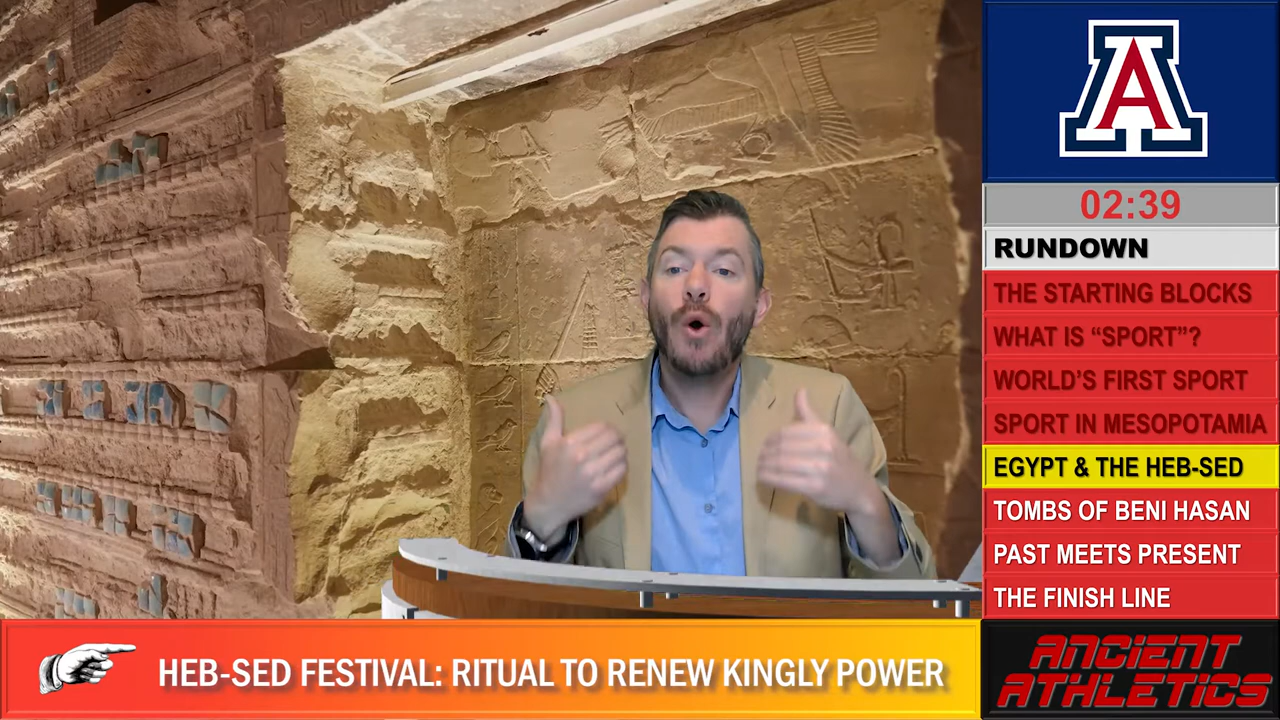 A
02:39
RUNDOWN
THE STARTING BLOCKS
WHAT IS “SPORT”?
WORLD'S FIRST SPORT
SPORT IN MESOPOTAMIA
EGYPT & THE HEB-SED
TOMBS OF BENI HASAN
PAST MEETS PRESENT
THE FINISH LINE
HEB-SED FESTIVAL: RITUAL TO RENEW KINGLY POWER
ANCIENT
ATHLETICS